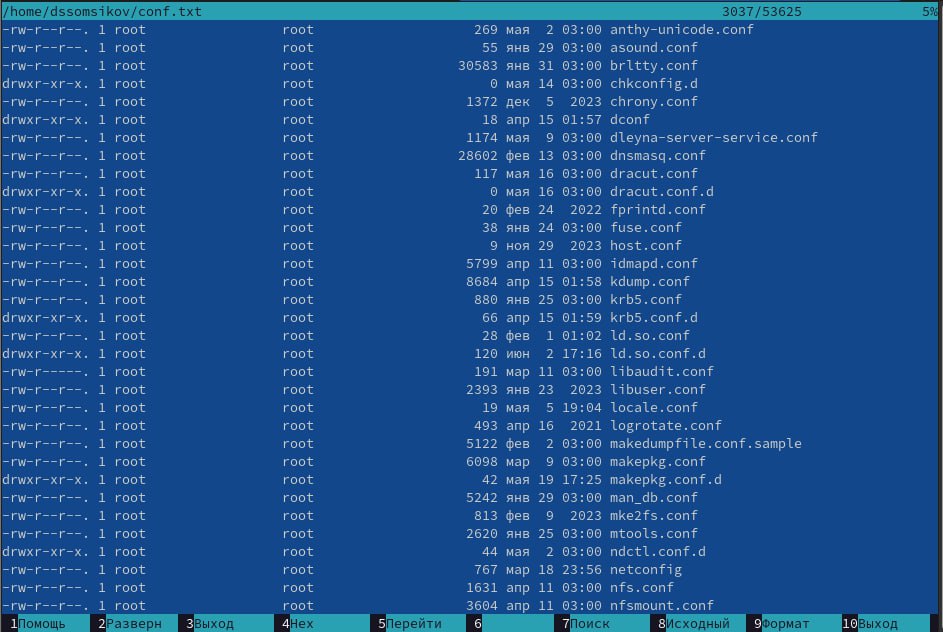 /home/dssomsikov/conf.txt 3037/53625 5%
-rw-r--r--. 1 root root 269 мая 2 03:00 anthy-unicode.conf
-rw-r--r--. 1 root root 55 янв 29 03:00 asound.conf
-rw-r--r--. 1 root root 30583 янв 31 03:00 brltty.conf
drwxr-xr-x. 1 root root 0 мая 14 03:00 chkconfig.d
-rw-r--r--. 1 root root 1372 дек 5 2023 chrony.conf
drwxr-xr-x. 1 root root 18 апр 15 01:57 dconf
-rw-r--r--. 1 root root 1174 мая 9 03:00 dleyna-server-service.conf
-rw-r--r--. 1 root root 28602 фев 13 03:00 dnsmasq.conf
-rw-r--r--. 1 root root 117 мая 16 03:00 dracut.conf
drwxr-xr-x. 1 root root 0 мая 16 03:00 dracut.conf.d
-rw-r--r--. 1 root root 20 фев 24 2022 fprintd.conf
-rw-r--r--. 1 root root 38 янв 24 03:00 fuse.conf
-rw-r--r--. 1 root root 9 ноя 29 2023 host.conf
-rw-r--r--. 1 root root 5799 апр 11 03:00 idmapd.conf
-rw-r--r--. 1 root root 8684 апр 15 01:58 kdump.conf
-rw-r--r--. 1 root root 880 янв 25 03:00 krb5.conf
drwxr-xr-x. 1 root root 66 апр 15 01:59 krb5.conf.d
-rw-r--r--. 1 root root 28 фев 1 01:02 ld.so.conf
drwxr-xr-x. 1 root root 120 июн 2 17:16 ld.so.conf.d
-rw-r-----. 1 root root 191 мар 11 03:00 libaudit.conf
-rw-r--r--. 1 root root 2393 янв 23 2023 libuser.conf
-rw-r--r--. 1 root root 19 мая 5 19:04 locale.conf
-rw-r--r--. 1 root root 493 апр 16 2021 logrotate.conf
-rw-r--r--. 1 root root 5122 фев 2 03:00 makedumpfile.conf.sample
-rw-r--r--. 1 root root 6098 мар 9 03:00 makepkg.conf
drwxr-xr-x. 1 root root 42 мая 19 17:25 makepkg.conf.d
-rw-r--r--. 1 root root 5242 янв 29 03:00 man_db.conf
-rw-r--r--. 1 root root 813 фев 9 2023 mke2fs.conf
-rw-r--r--. 1 root root 2620 янв 25 03:00 mtools.conf
drwxr-xr-x. 1 root root 44 мая 2 03:00 ndctl.conf.d
-rw-r--r--. 1 root root 767 мар 18 23:56 netconfig
-rw-r--r--. 1 root root 1631 апр 11 03:00 nfs.conf
-rw-r--r--. 1 root root 3604 апр 11 03:00 nfsmount.conf
1Помощь 2Разверн 3Выход 4Hex 5Перейти 6 7Поиск 8Исходный 9Формат 10Выход